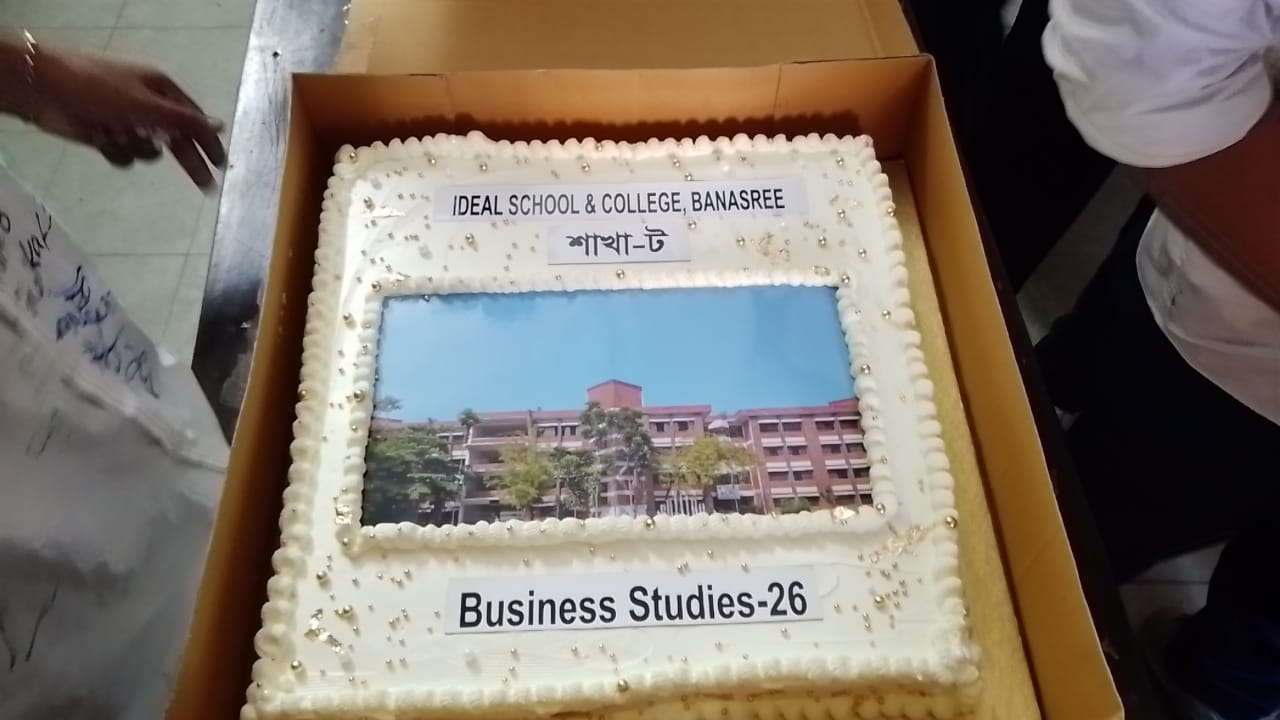 IDEAL SCHOOL & COLLEGE, BANASREE
শাখা-ট
Business Studies-26